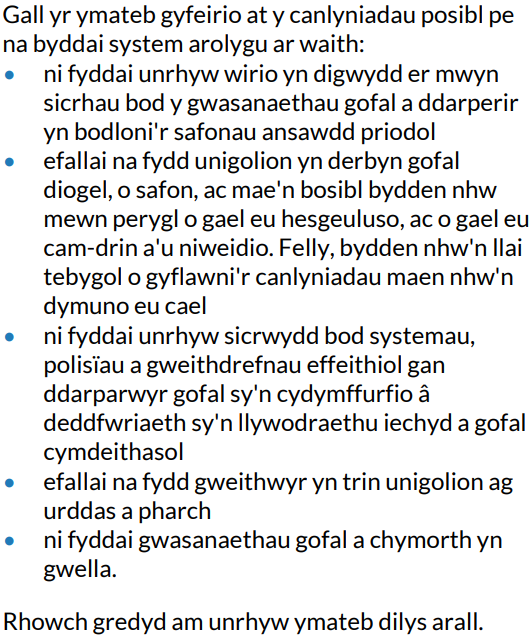 Gall yr ymateb gyfeirio at y canlyniadau posibl pe
na byddai system arolygu ar waith:
• ni fyddai unrhyw wirio yn digwydd er mwyn
sicrhau bod y gwasanaethau gofal a ddarperir
yn bodloni'r safonau ansawdd priodol
• efallai na fydd unigolion yn derbyn gofal
diogel, o safon, ac mae'n bosibl bydden nhw
mewn perygl o gael eu hesgeuluso, ac o gael eu
cam-drin a'u niweidio. Felly, bydden nhw'n llai
tebygol o gyflawni'r canlyniadau maen nhw'n
dymuno eu cael
• ni fyddai unrhyw sicrwydd bod systemau,
polisïau a gweithdrefnau effeithiol gan
ddarparwyr gofal sy'n cydymffurfio â
deddfwriaeth sy'n llywodraethu iechyd a gofal
cymdeithasol
• efallai na fydd gweithwyr yn trin unigolion ag
urddas a pharch
• ni fyddai gwasanaethau gofal a chymorth yn
gwella.
Rhowch gredyd am unrhyw ymateb dilys arall.